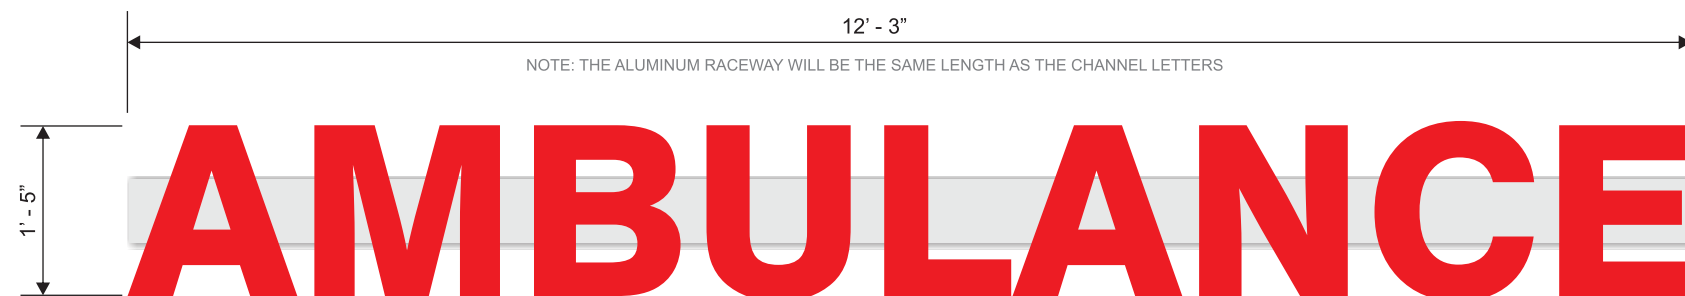 12’ - 3”
NOTE: THE ALUMINUM RACEWAY WILL BE THE SAME LENGTH AS THE CHANNEL LETTERS
1’ - 5”
AMBULANCE